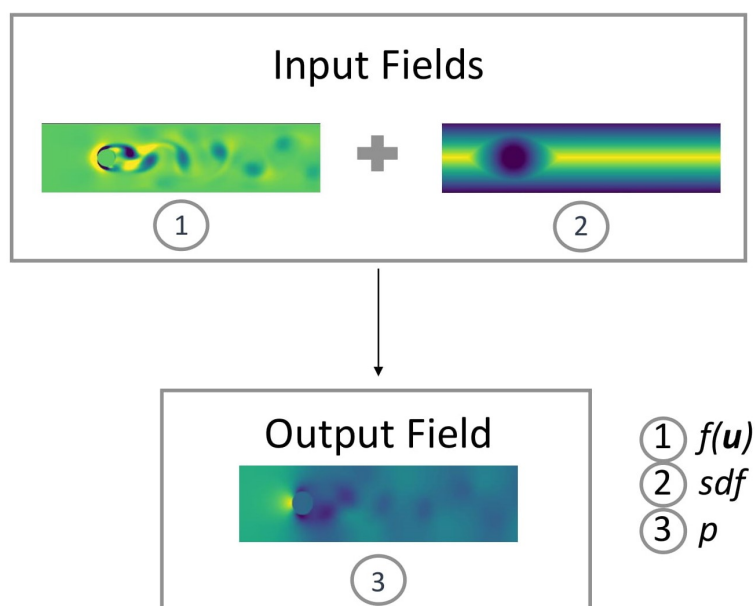 Input Fields
1
2
Output Field
3
1 f(u)
2 sdf
3 p